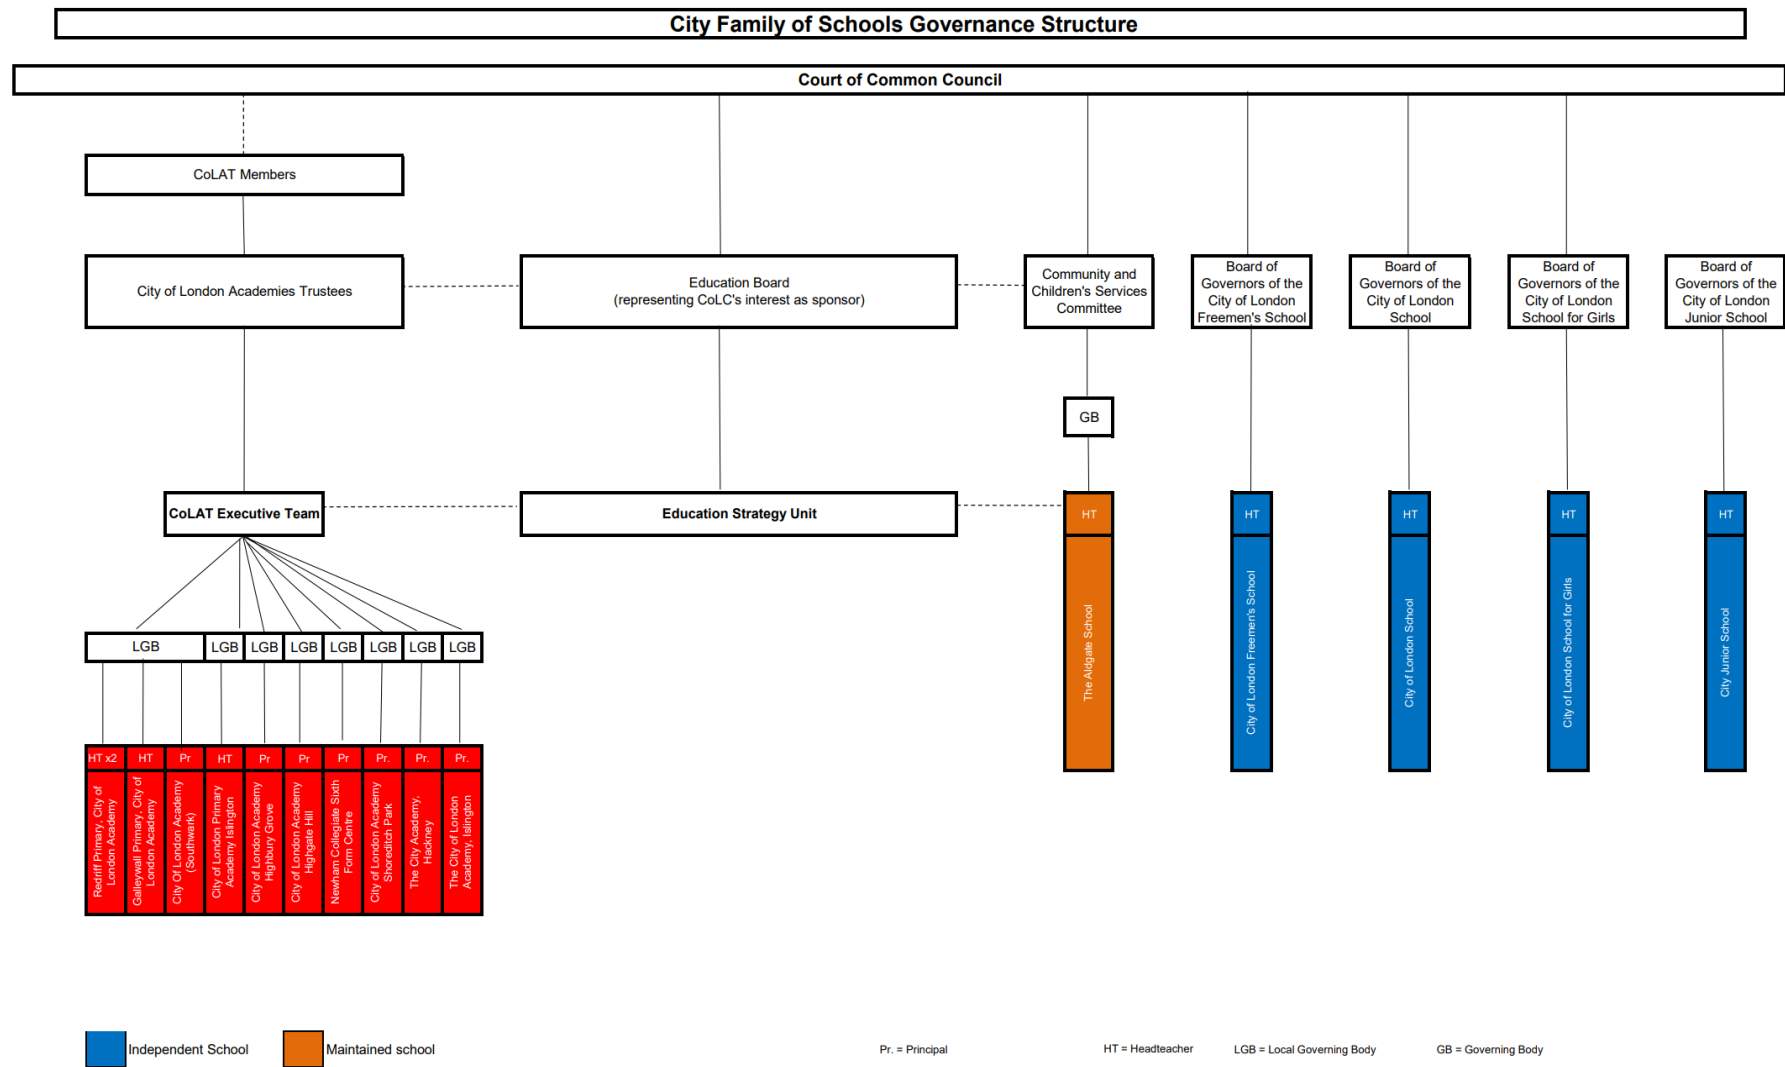 City Family of Schools Governance Structure
Court of Common Council
CoLAT Members
City of London Academies Trustees
Education Board
(representing CoLC's interest as sponsor)
Community and
Children's Services
Committee
Board of
Governors of the
City of London
Freemen's School
Board of
Governors of the
City of London
School
Board of
Governors of the
City of London
School for Girls
Board of
Governors of the
City of London
Junior School
GB
CoLAT Executive Team
Education Strategy Unit
HT
HT
HT
HT
HT
The Aldgate School
City of London Freemen's School
City of London School
City of London School for Girls
City Junior School
LGB
LGB
LGB
LGB
LGB
LGB
LGB
LGB
HT x2
HT
Pr
HT
Pr
Pr
Pr
Pr.
Pr.
Pr.
Redriff Primary, City of
London Academy
Galleywall Primary, City of
London Academy
City Of London Academy
(Southwark)
City of London Primary
Academy Islington
City of London Academy
Highbury Grove
City of London Academy
Highgate Hill
Newham Collegiate Sixth
Form Centre
City of London Academy
Shoreditch Park
The City Academy,
Hackney
The City of London
Academy, Islington
Independent School
Maintained school
Pr. = Principal
HT = Headteacher
LGB = Local Governing Body
GB = Governing Body